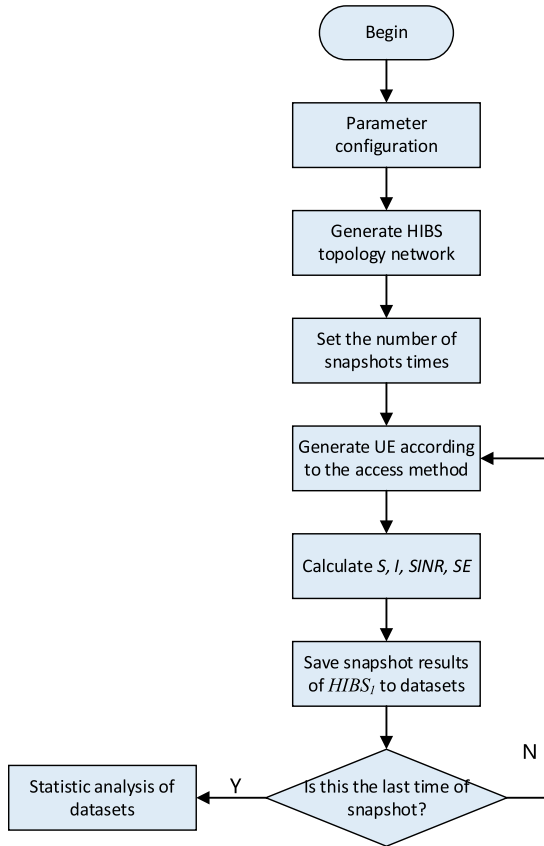 Begin
Parameter
configuration
Generate HIBS
topology network
Set the number of
snapshots times
Generate UE according
to the access method
Calculate S, I, SINR, SE
Save snapshot results
of HIBS₁ to datasets
Is this the last time of
snapshot?
N
Y
Statistic analysis of
datasets